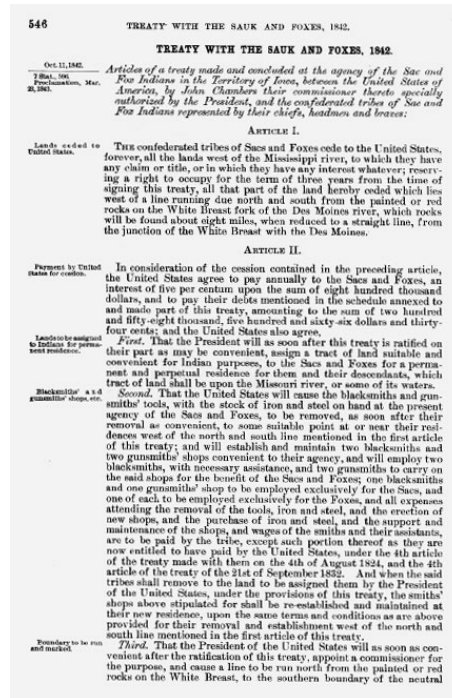 546
TREATY WITH THE SAUK AND FOXES, 1842.
TREATY WITH THE SAUK AND FOXES, 1842.
Oct. 11, 1842.
7 Stat., 596.
Proclamation, Mar. 23, 1843.
Articles of a treaty made and concluded at the agency of the Sac and
Fox Indians in the Territory of Iowa, between the United States of
America, by John Chambers their commissioner thereto specially
authorized by the President, and the confederated tribes of Sac and
Fox Indians represented by their chiefs, headmen and braves:
ARTICLE I.
Lands ceded to
United States.
THE confederated tribes of Sacs and Foxes cede to the United States,
forever, all the lands west of the Mississippi river, to which they have
any claim or title, or in which they have any interest whatever; reserv-
ing a right to occupy for the term of three years from the time of
signing this treaty, all that part of the land hereby ceded which lies
west of a line running due north and south from the painted or red
rocks on the White Breast fork of the Des Moines river, which rocks
will be found about eight miles, when reduced to a straight line, from
the junction of the White Breast with the Des Moines.
ARTICLE II.
Payment by United
States for cession.
In consideration of the cession contained in the preceding article,
the United States agree to pay annually to the Sacs and Foxes, an
interest of five per centum upon the sum of eight hundred thousand
dollars, and to pay their debts mentioned in the schedule annexed to
and made part of this treaty, amounting to the sum of two hundred
and fifty-eight thousand, five hundred and sixty-six dollars and thirty-
four cents; and the United States also agree,
Lands to be assigned
to Indians for perma-
nent residence.
First. That the President will as soon after this treaty is ratified on
their part as may be convenient, assign a tract of land suitable and
convenient for Indian purposes, to the Sacs and Foxes for a perma-
nent and perpetual residence for them and their descendants, which
tract of land shall be upon the Missouri river, or some of its waters.
Blacksmiths' and
gunsmiths' shops, etc.
Second. That the United States will cause the blacksmiths and gun-
smiths' tools, with the stock of iron and steel on hand at the present
agency of the Sacs and Foxes, to be removed, as soon after their
removal as convenient, to some suitable point at or near their resi-
dences west of the north and south line mentioned in the first article
of this treaty; and will establish and maintain two blacksmiths and
two gunsmiths' shops convenient to their agency, and will employ two
blacksmiths, with necessary assistance, and two gunsmiths to carry on
the said shops for the benefit of the Sacs and Foxes; one blacksmiths
and one gunsmiths' shop to be employed exclusively for the Sacs, and
one of each to be employed exclusively for the Foxes, and all expenses
attending the removal of the tools, iron and steel, and the erection of
new shops, and the purchase of iron and steel, and the support and
maintenance of the shops, and wages of the smiths and their assistants,
are to be paid by the tribe, except such portion thereof as they are
now entitled to have paid by the United States, under the 4th article
of the treaty made with them on the 4th of August 1824, and the 4th
article of the treaty of the 21st of September 1832. And when the said
tribes shall remove to the land to be assigned them by the President
of the United States, under the provisions of this treaty, the smiths'
shops above stipulated for shall be re-established and maintained at
their new residence, upon the same terms and conditions as are above
provided for their removal and establishment west of the north and
south line mentioned in the first article of this treaty.
Boundary to be run
and marked.
Third. That the President of the United States will as soon as con-
venient after the ratification of this treaty, appoint a commissioner for
the purpose, and cause a line to be run north from the painted or red
rocks on the White Breast, to the southern boundary of the neutral